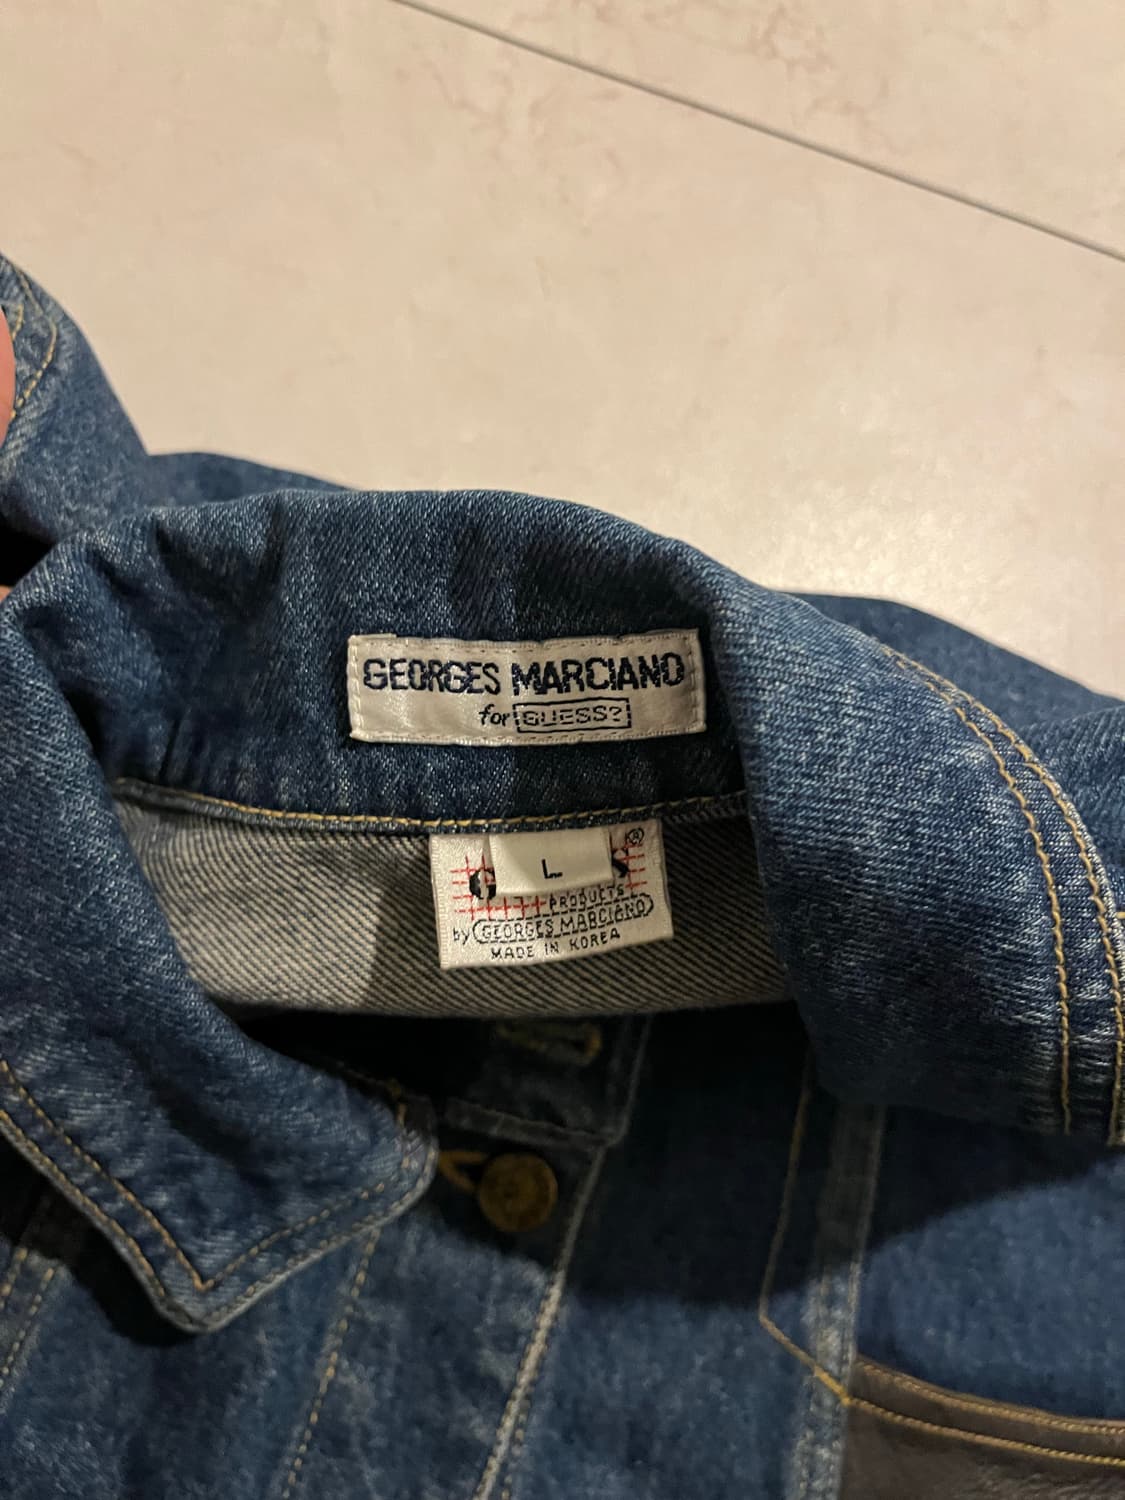 GEORGES MARCIANO
for GUESS?
L
S ®
PRODUCTS
by GEORGES MARCIANO
MADE IN KOREA